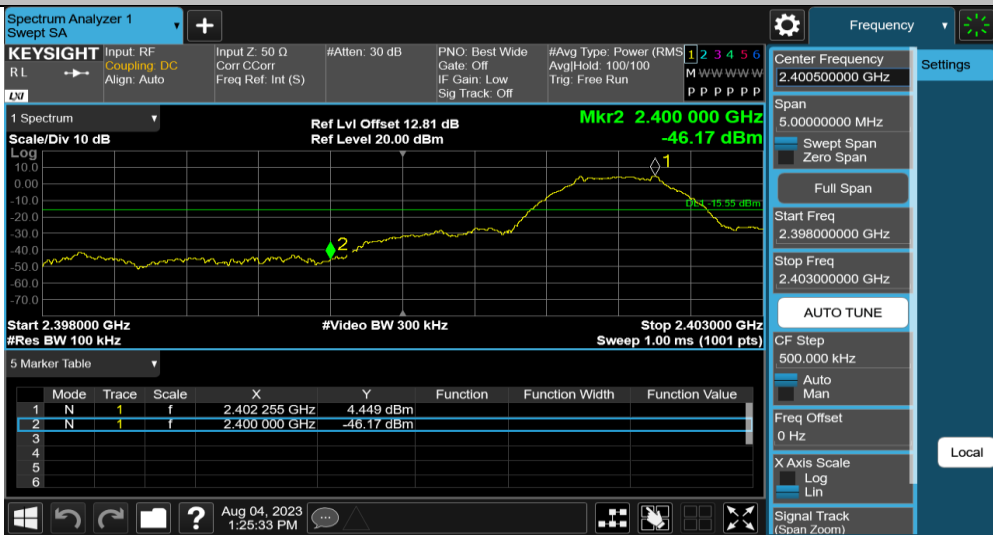 Spectrum Analyzer 1
Swept SA
+
Frequency
KEYSIGHT
RL
LXI
Input: RF
Coupling: DC
Align: Auto
Input Z: 50 Ω
Corr CCorr
Freq Ref: Int (S)
#Atten: 30 dB
PNO: Best Wide
Gate: Off
IF Gain: Low
Sig Track: Off
#Avg Type: Power (RMS
Avg|Hold: 100/100
Trig: Free Run
1 2 3 4 5 6
M W W W W W
P P P P P P
1 Spectrum
Scale/Div 10 dB
Ref Lvl Offset 12.81 dB
Ref Level 20.00 dBm
Mkr2 2.400 000 GHz
-46.17 dBm
Log
10.0
0.00
-10.0
-20.0
-30.0
-40.0
-50.0
-60.0
-70.0
1
2
DL1 -15.55 dBm
Start 2.398000 GHz
#Res BW 100 kHz
#Video BW 300 kHz
Stop 2.403000 GHz
Sweep 1.00 ms (1001 pts)
5 Marker Table
Mode Trace Scale X Y Function Function Width Function Value
1 N 1 f 2.402 255 GHz 4.449 dBm
2 N 1 f 2.400 000 GHz -46.17 dBm
3
4
5
6
?
Aug 04, 2023
1:25:33 PM
Center Frequency
2.400500000 GHz
Span
5.00000000 MHz
Swept Span
Zero Span
Full Span
Start Freq
2.398000000 GHz
Stop Freq
2.403000000 GHz
AUTO TUNE
CF Step
500.000 kHz
Auto
Man
Freq Offset
0 Hz
X Axis Scale
Log
Lin
Signal Track
(Span Zoom)
Settings
Local